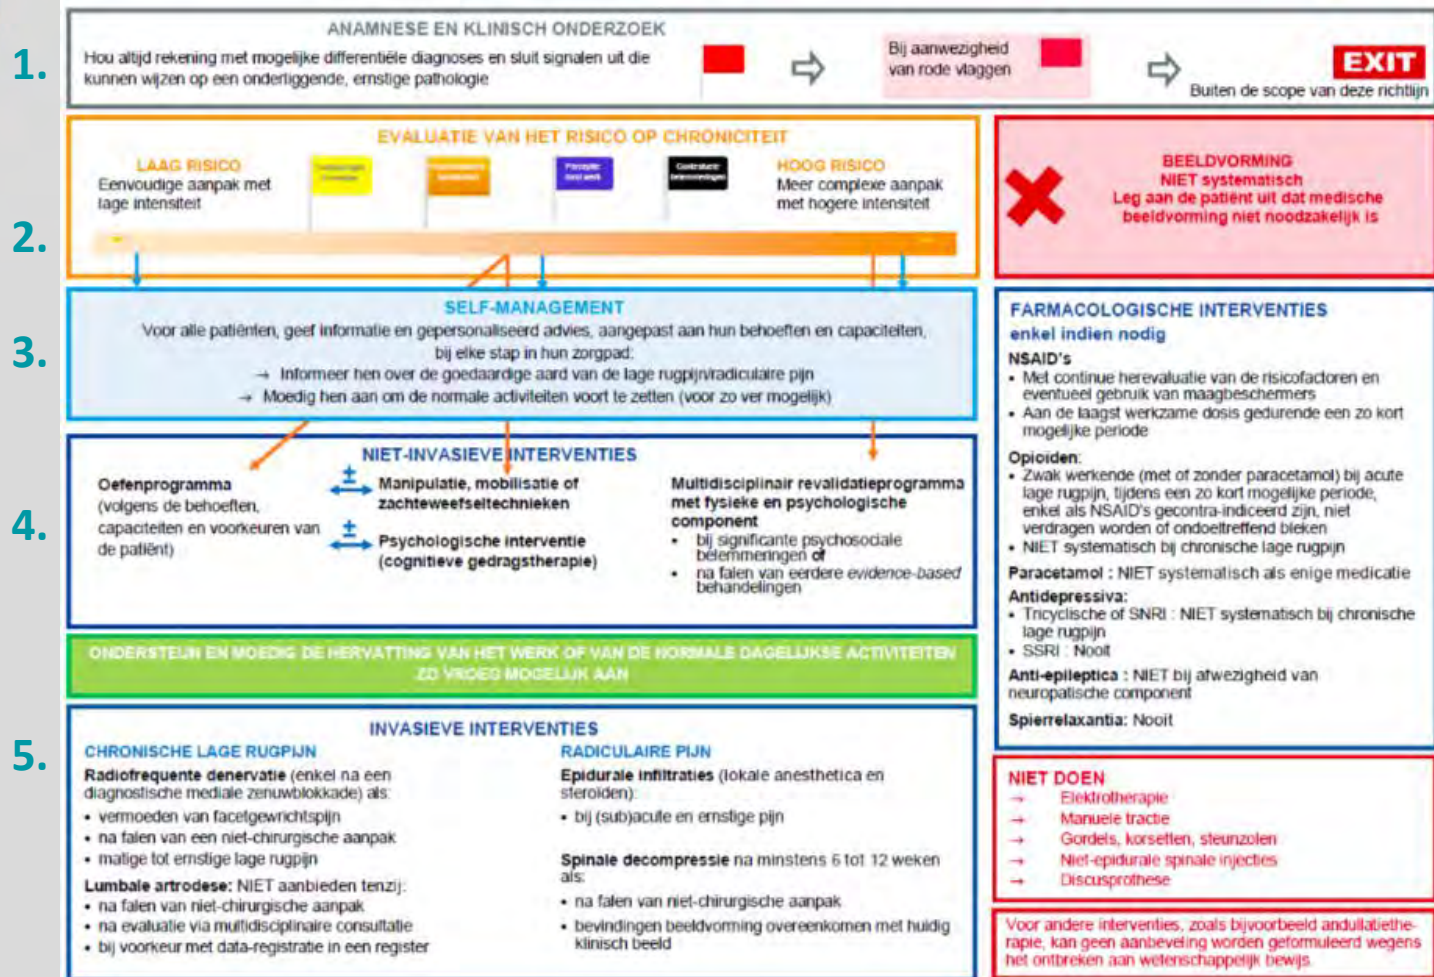 1.
ANAMNESE EN KLINISCH ONDERZOEK
Hou altijd rekening met mogelijke differentiële diagnoses en sluit signalen uit die
kunnen wijzen op een onderliggende, ernstige pathologie
Bij aanwezigheid
van rode vlaggen
EXIT
Buiten de scope van deze richtlijn
2.
EVALUATIE VAN HET RISICO OP CHRONICITEIT
LAAG RISICO
Eenvoudige aanpak met
lage intensiteit
HOOG RISICO
Meer complexe aanpak
met hogere intensiteit
BEELDVORMING
NIET systematisch
Leg aan de patiënt uit dat medische
beeldvorming niet noodzakelijk is
3.
SELF-MANAGEMENT
Voor alle patiënten, geef informatie en gepersonaliseerd advies, aangepast aan hun behoeften en capaciteiten,
bij elke stap in hun zorgpad:
→ Informeer hen over de goedaardige aard van de lage rugpijn/radiculaire pijn
→ Moedig hen aan om de normale activiteiten voort te zetten (voor zo ver mogelijk)
4.
NIET-INVASIEVE INTERVENTIES
Oefenprogramma
(volgens de behoeften,
capaciteiten en voorkeuren van
de patiënt)
±
Manipulatie, mobilisatie of
zachteweefseltechnieken
±
Psychologische interventie
(cognitieve gedragstherapie)
Multidisciplinair revalidatieprogramma
met fysieke en psychologische
component
• bij significante psychosociale
belemmeringen of
• na falen van eerdere evidence-based
behandelingen
ONDERSTEUN EN MOEDIG DE HERVATTING VAN HET WERK OF VAN DE NORMALE DAGELIJKSE ACTIVITEITEN
ZO VROEG MOGELIJK AAN
5.
INVASIEVE INTERVENTIES
CHRONISCHE LAGE RUGPIJN
Radiofrequente denervatie (enkel na een
diagnostische mediale zenuwblokkade) als:
• vermoeden van facetgewrichtspijn
• na falen van een niet-chirurgische aanpak
• matige tot ernstige lage rugpijn
Lumbale artrodese: NIET aanbieden tenzij:
• na falen van niet-chirurgische aanpak
• na evaluatie via multidisciplinaire consultatie
• bij voorkeur met data-registratie in een register
RADICULAIRE PIJN
Epidurale infiltraties (lokale anesthetica en
steroïden):
• bij (sub)acute en ernstige pijn
Spinale decompressie na minstens 6 tot 12 weken
als:
• na falen van niet-chirurgische aanpak
• bevindingen beeldvorming overeenkomen met huidig
klinisch beeld
FARMACOLOGISCHE INTERVENTIES
enkel indien nodig
NSAID's
• Met continue herevaluatie van de risicofactoren en
eventueel gebruik van maagbeschermers
• Aan de laagst werkzame dosis gedurende een zo kort
mogelijke periode
Opioïden:
• Zwak werkende (met of zonder paracetamol) bij acute
lage rugpijn, tijdens een zo kort mogelijke periode,
enkel als NSAID's gecontra-indiceerd zijn, niet
verdragen worden of ondoeltreffend bleken
• NIET systematisch bij chronische lage rugpijn
Paracetamol : NIET systematisch als enige medicatie
Antidepressiva:
• Tricyclische of SNRI : NIET systematisch bij chronische
lage rugpijn
• SSRI : Nooit
Anti-epileptica : NIET bij afwezigheid van
neuropatische component
Spierrelaxantia: Nooit
NIET DOEN
→ Elektrotherapie
→ Manuele tractie
→ Gordels, korsetten, steunzolen
→ Niet-epidurale spinale injecties
→ Discusprothese
Voor andere interventies, zoals bijvoorbeeld andullatiethe-
rapie, kan geen aanbeveling worden geformuleerd wegens
het ontbreken aan wetenschappelijk bewijs.